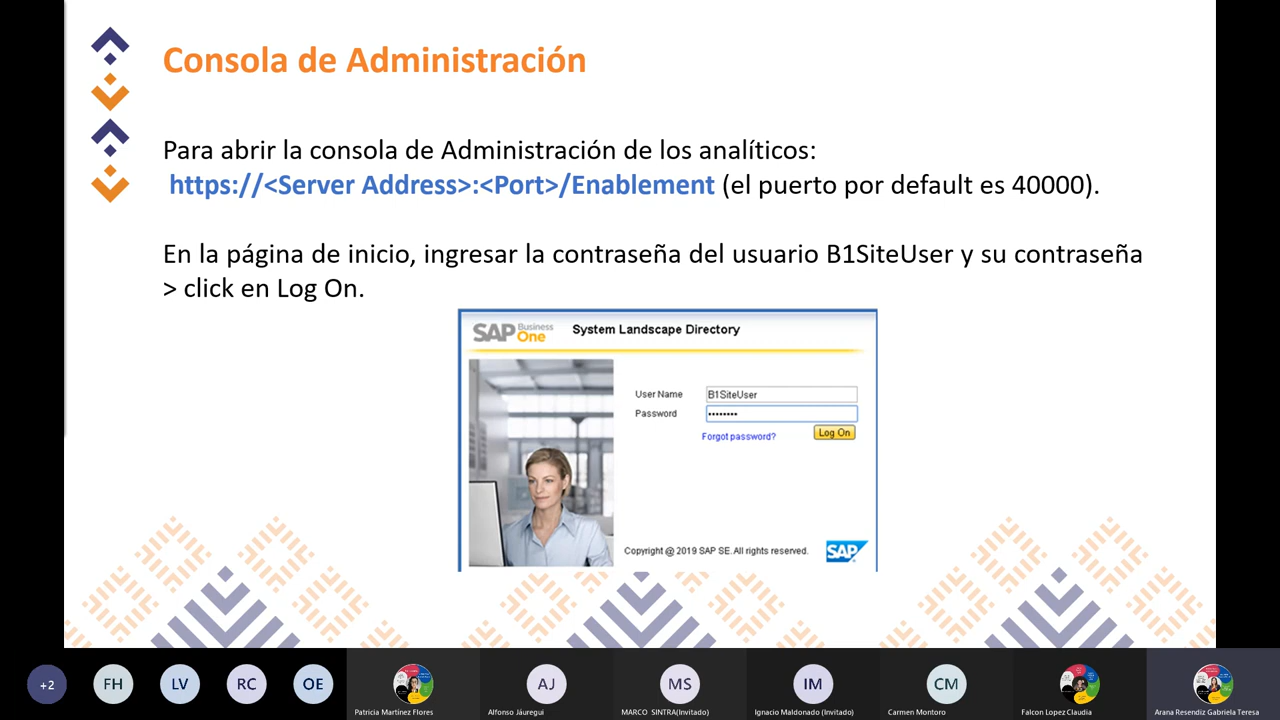 Consola de Administración
Para abrir la consola de Administración de los analíticos:
https://<Server Address>:<Port>/Enablement (el puerto por default es 40000).
En la página de inicio, ingresar la contraseña del usuario B1SiteUser y su contraseña
> click en Log On.
SAP Business One
System Landscape Directory
User Name B1SiteUser
Password ••••••••
Forgot password? Log On
Copyright @ 2019 SAP SE. All rights reserved. SAP
+2 FH LV RC OE AJ MS IM CM
Patricia Martínez Flores Alfonso Jáuregui MARCO SINTRA(Invitado) Ignacio Maldonado (Invitado) Carmen Montoro Falcon Lopez Claudia Arana Resendiz Gabriela Teresa